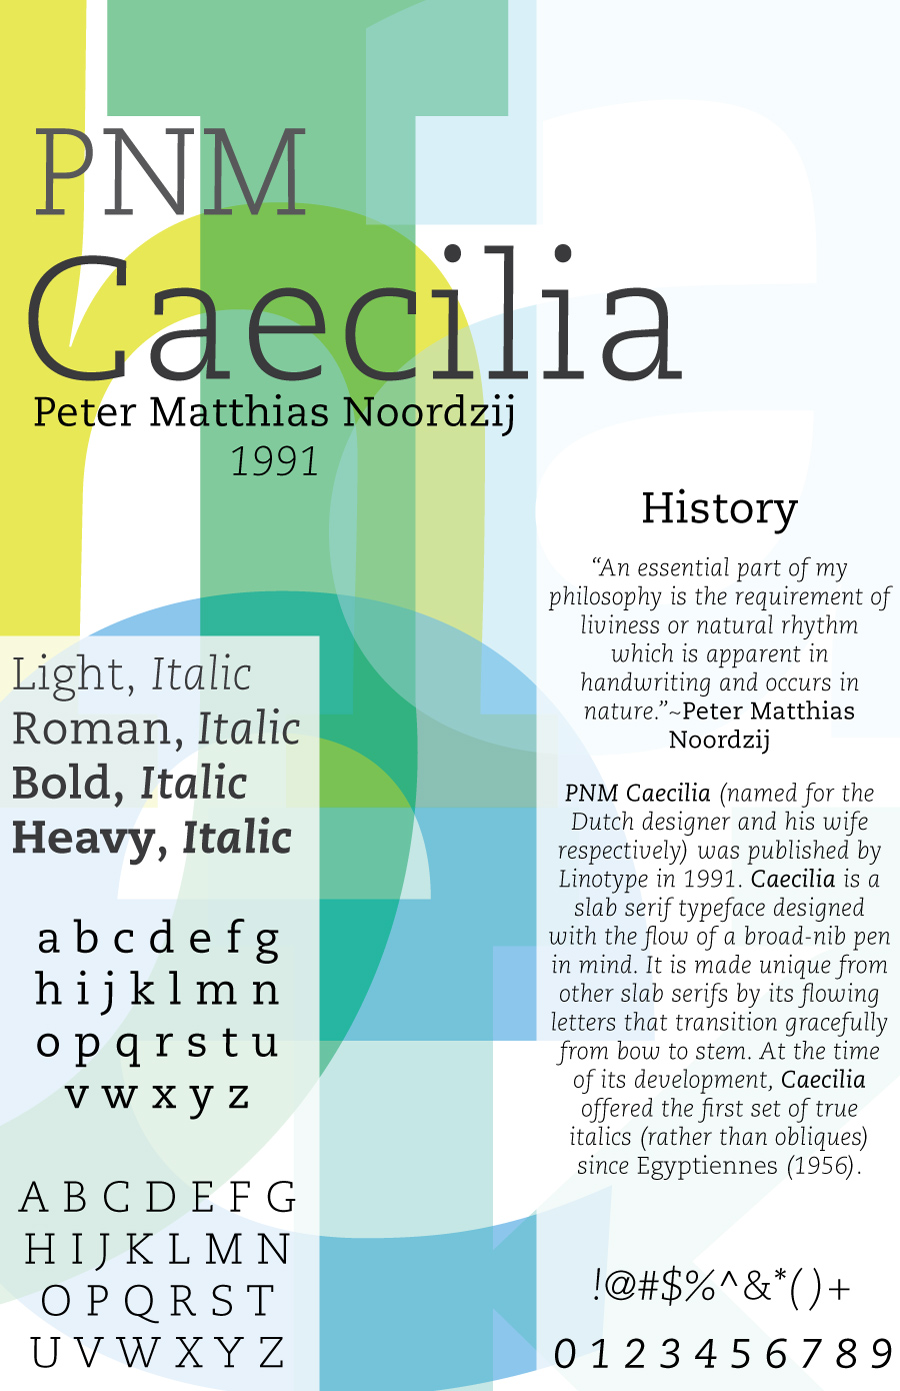 PNM
Caecilia
Peter Matthias Noordzij
1991
History
“An essential part of my
philosophy is the requirement of
liviness or natural rhythm
which is apparent in
handwriting and occurs in
nature.”~Peter Matthias
Noordzij
PNM Caecilia (named for the
Dutch designer and his wife
respectively) was published by
Linotype in 1991. Caecilia is a
slab serif typeface designed
with the flow of a broad-nib pen
in mind. It is made unique from
other slab serifs by its flowing
letters that transition gracefully
from bow to stem. At the time
of its development, Caecilia
offered the first set of true
italics (rather than obliques)
since Egyptiennes (1956).
Light, Italic
Roman, Italic
Bold, Italic
Heavy, Italic
a b c d e f g
h i j k l m n
o p q r s t u
v w x y z
A B C D E F G
H I J K L M N
O P Q R S T
U V W X Y Z
!@#$%^&*( )+
0 1 2 3 4 5 6 7 8 9